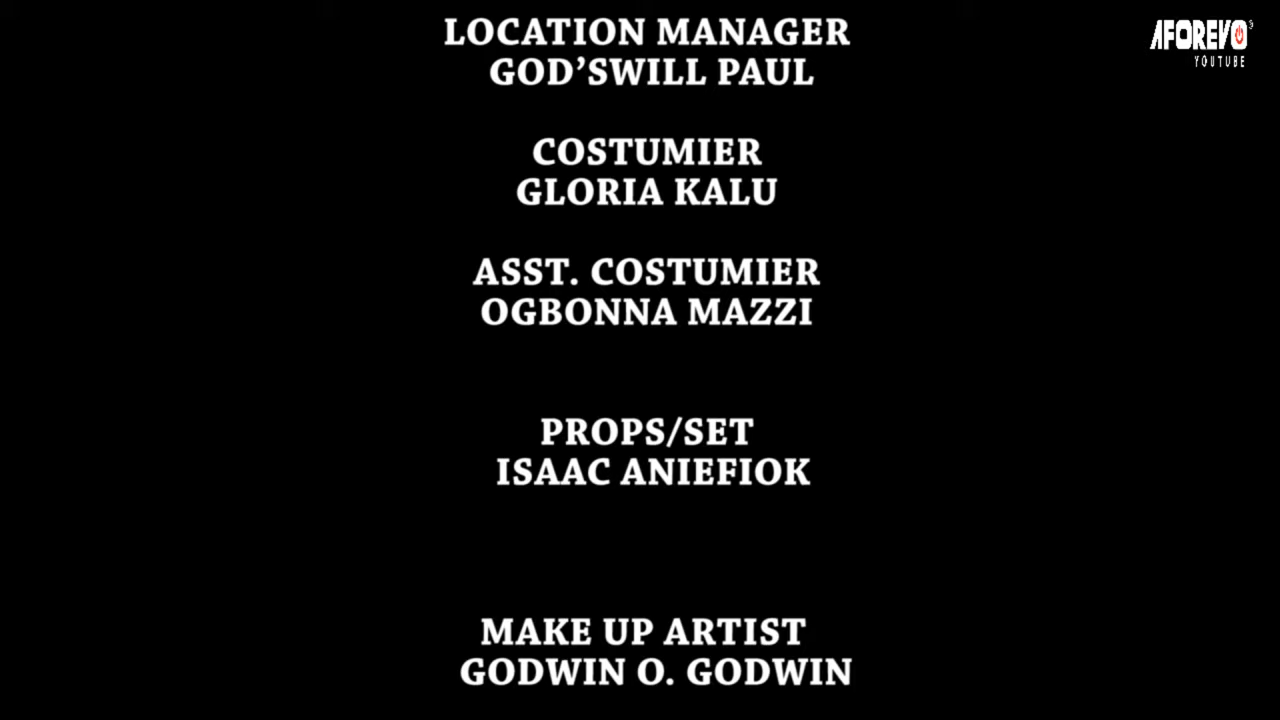 LOCATION MANAGER
GOD’SWILL PAUL
AFOREVO
YOUTUBE
COSTUMIER
GLORIA KALU
ASST. COSTUMIER
OGBONNA MAZZI
PROPS/SET
ISAAC ANIEFIOK
MAKE UP ARTIST
GODWIN O. GODWIN